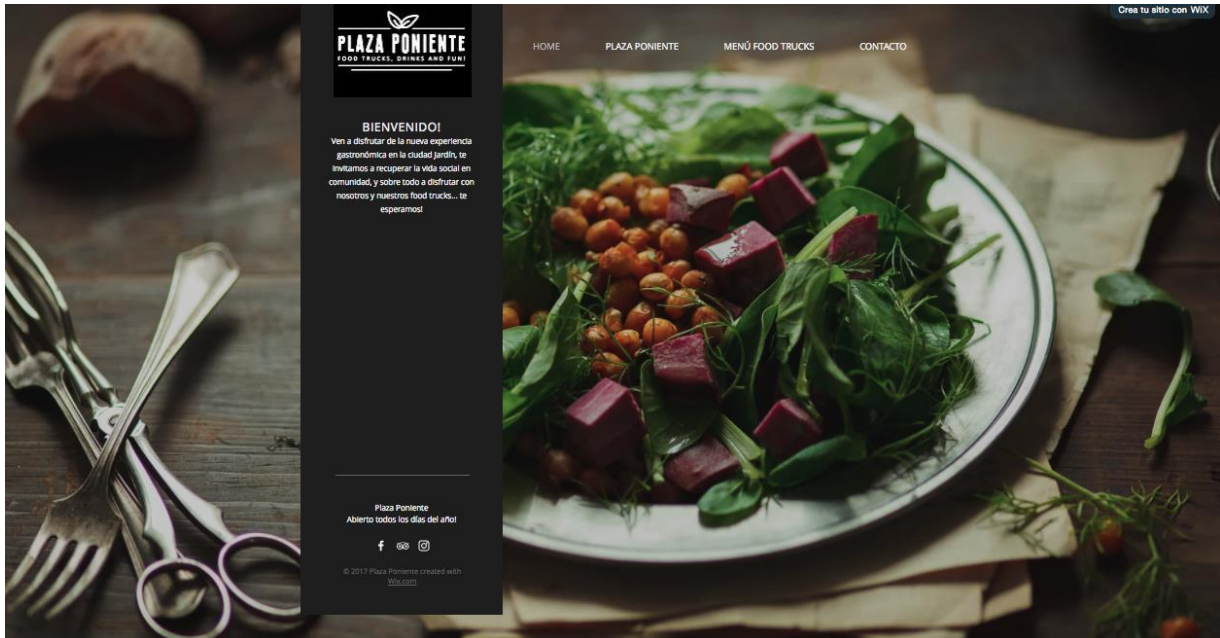 Crea tu sitio con WiX
PLAZA PONIENTE
FOOD TRUCKS, DRINKS AND FUN!
HOME
PLAZA PONIENTE
MENÚ FOOD TRUCKS
CONTACTO
BIENVENIDO!
Ven a disfrutar de la nueva experiencia
gastronómica en la ciudad Jardín, te
invitamos a recuperar la vida social en
comunidad, y sobre todo a disfrutar con
nosotros y nuestros food trucks... te
esperamos!
Plaza Poniente
Abierto todos los días del año!
© 2017 Plaza Poniente created with
Wix.com